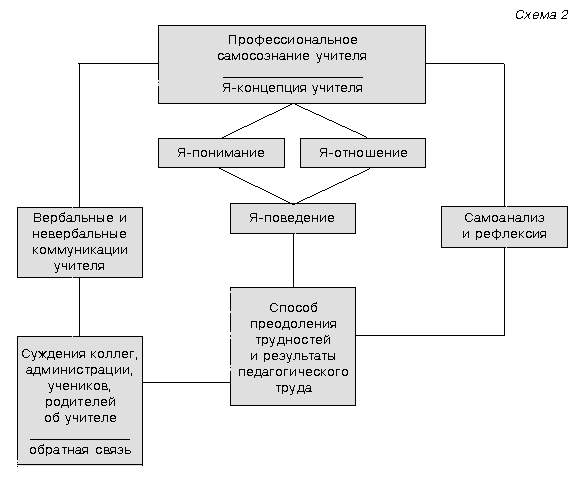 Схема 2
Профессиональное
самосознание учителя
Я-концепция учителя
Я-понимание
Я-отношение
Я-поведение
Вербальные и
невербальные
коммуникации
учителя
Самоанализ
и рефлексия
Способ
преодоления
трудностей
и результаты
педагогического
труда
Суждения коллег,
администрации,
учеников,
родителей
об учителе
обратная связь